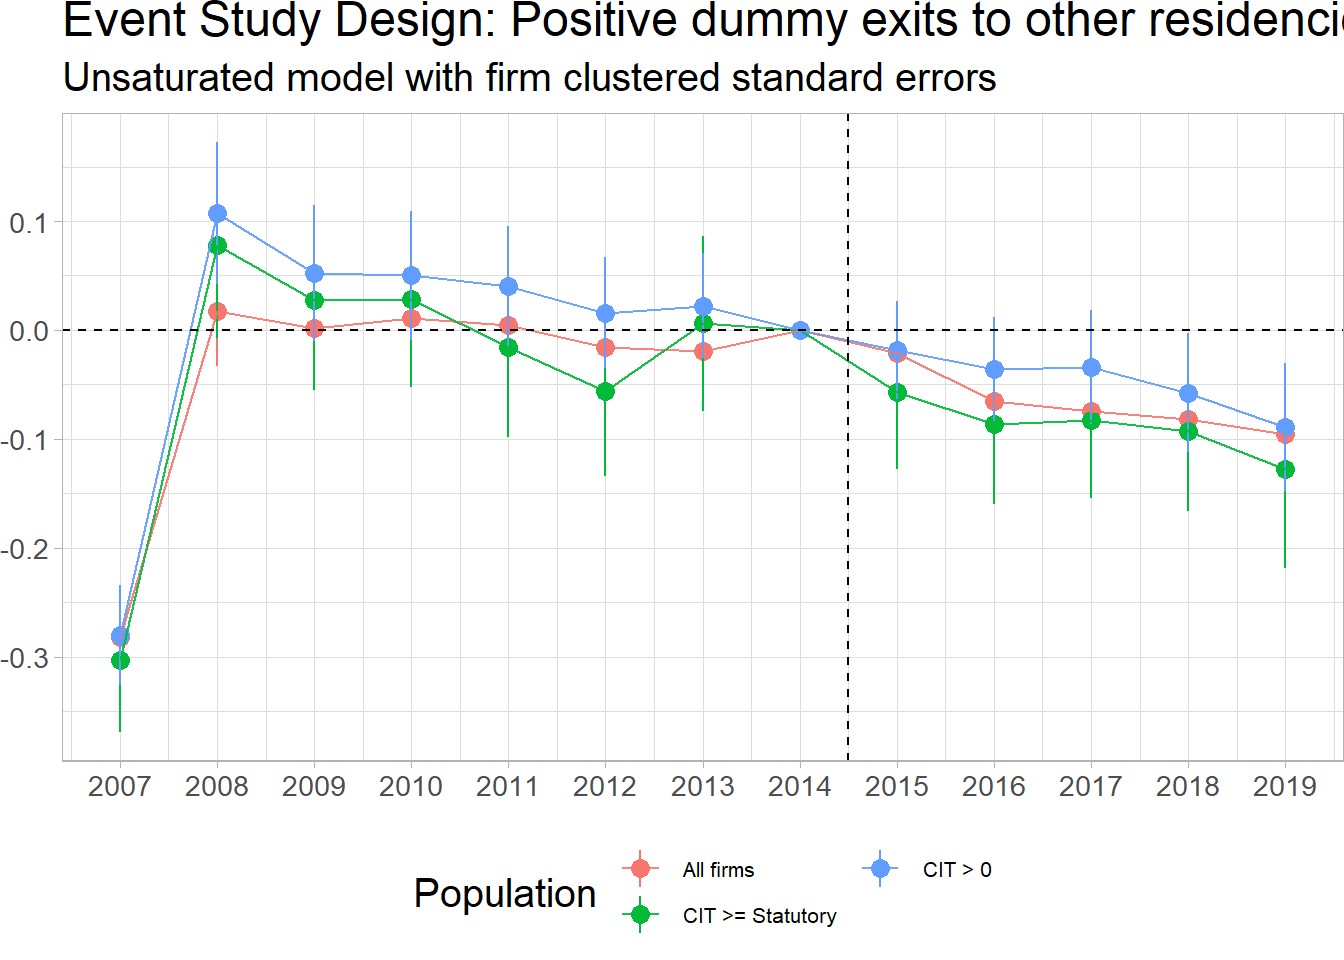 Event Study Design: Positive dummy exits to other residenci
Unsaturated model with firm clustered standard errors
0.1
0.0
-0.1
-0.2
-0.3
2007 2008 2009 2010 2011 2012 2013 2014 2015 2016 2017 2018 2019
Population
All firms
CIT > 0
CIT >= Statutory